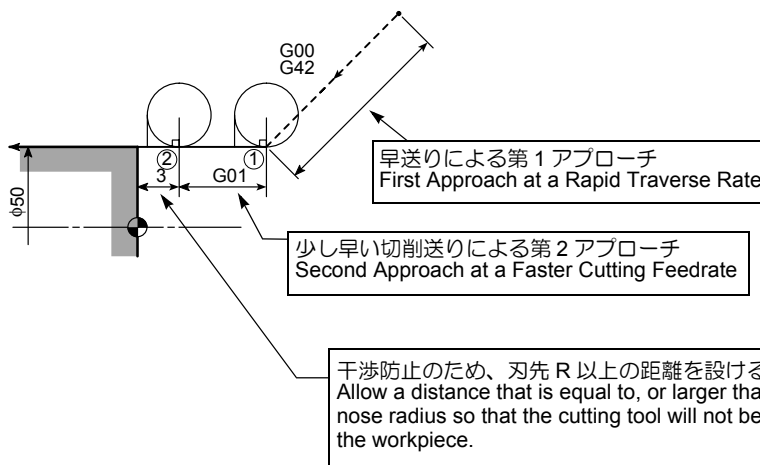 G00
G42
② ①
3 G01
φ50
早送りによる第 1 アプローチ
First Approach at a Rapid Traverse Rate
少し早い切削送りによる第 2 アプローチ
Second Approach at a Faster Cutting Feedrate
干渉防止のため、刃先 R 以上の距離を設ける
Allow a distance that is equal to, or larger tha
nose radius so that the cutting tool will not be
the workpiece.